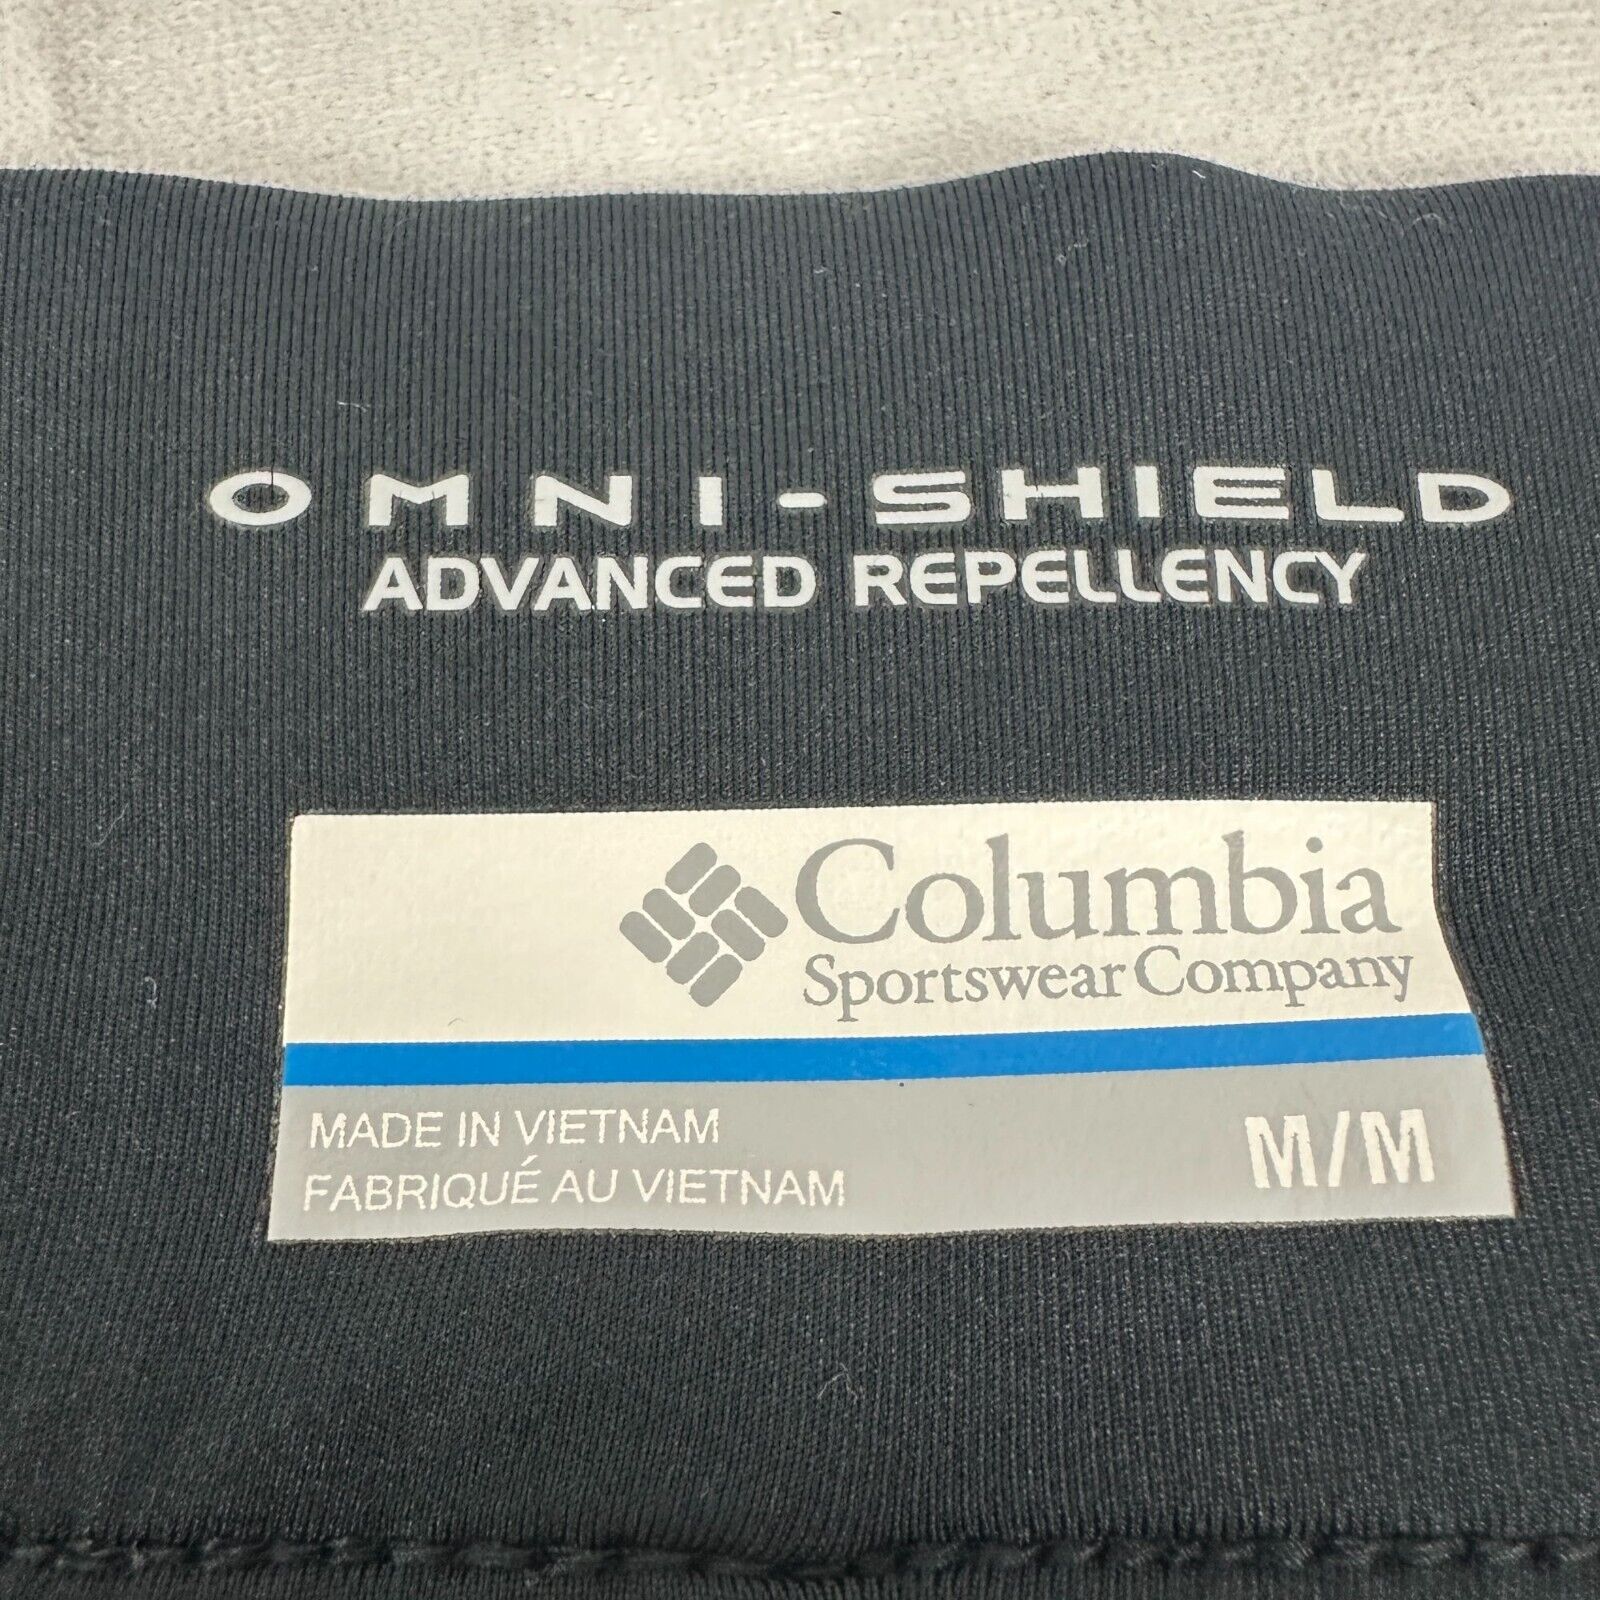 OMNI-SHIELD
ADVANCED REPELLENCY
Columbia
Sportswear Company
MADE IN VIETNAM
FABRIQUÉ AU VIETNAM
M/M